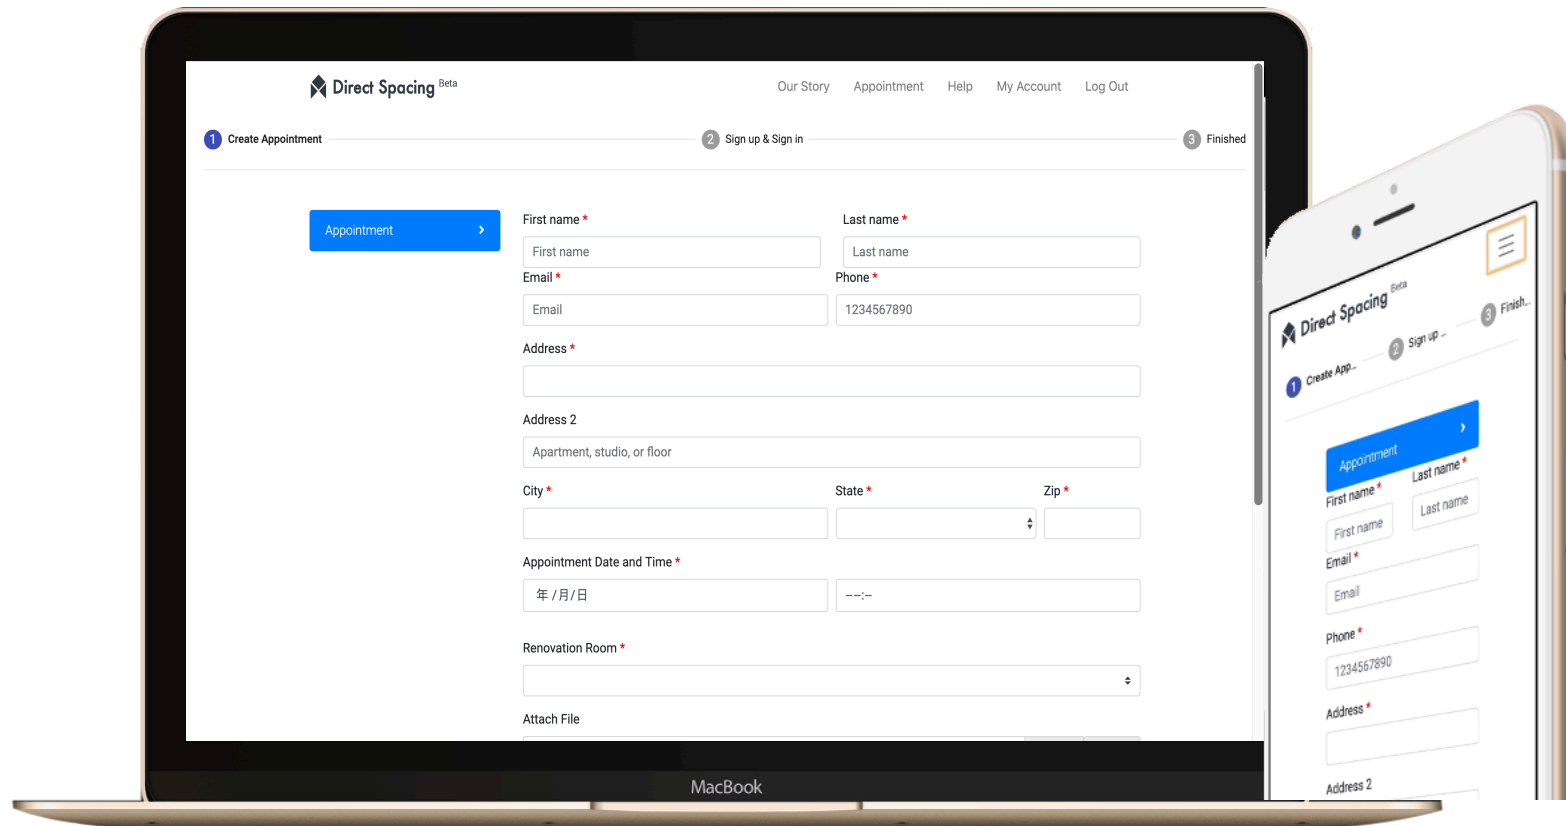 Direct Spacing Beta
Our Story Appointment Help My Account Log Out
1 Create Appointment 2 Sign up & Sign in 3 Finished
Appointment
First name * Last name *
First name Last name
Email * Phone *
Email 1234567890
Address *
Address 2
Apartment, studio, or floor
City * State * Zip *
Appointment Date and Time *
年 /月/日 --:--
Renovation Room *
Attach File
MacBook
Direct Spacing Beta
1 Create App... 2 Sign up ... 3 Finish...
Appointment
First name * Last name *
First name Last name
Email *
Email
Phone *
1234567890
Address *
Address 2